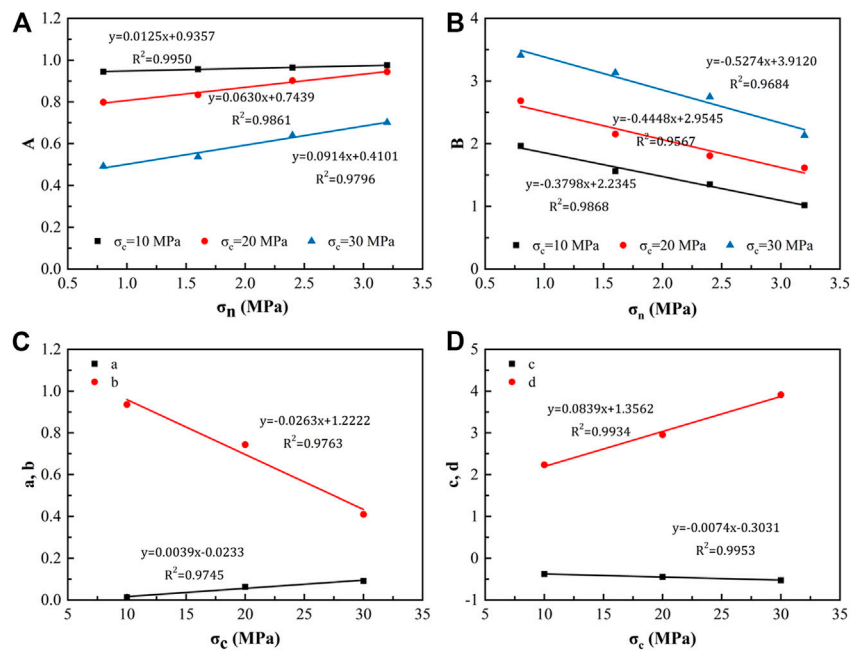 A
1.2
1.0
0.8
0.6
0.4
0.2
0.0
A
y=0.0125x+0.9357
R²=0.9950
y=0.0630x+0.7439
R²=0.9861
y=0.0914x+0.4101
R²=0.9796
σc=10 MPa
σc=20 MPa
σc=30 MPa
0.5 1.0 1.5 2.0 2.5 3.0 3.5
σn (MPa)
B
4
3
2
1
0
B
y=-0.5274x+3.9120
R²=0.9684
y=-0.4448x+2.9545
R²=0.9567
y=-0.3798x+2.2345
R²=0.9868
σc=10 MPa
σc=20 MPa
σc=30 MPa
0.5 1.0 1.5 2.0 2.5 3.0 3.5
σn (MPa)
C
1.2
1.0
0.8
0.6
0.4
0.2
0.0
a, b
a
b
y=-0.0263x+1.2222
R²=0.9763
y=0.0039x-0.0233
R²=0.9745
5 10 15 20 25 30 35
σc (MPa)
D
5
4
3
2
1
0
-1
c, d
c
d
y=0.0839x+1.3562
R²=0.9934
y=-0.0074x-0.3031
R²=0.9953
5 10 15 20 25 30 35
σc (MPa)